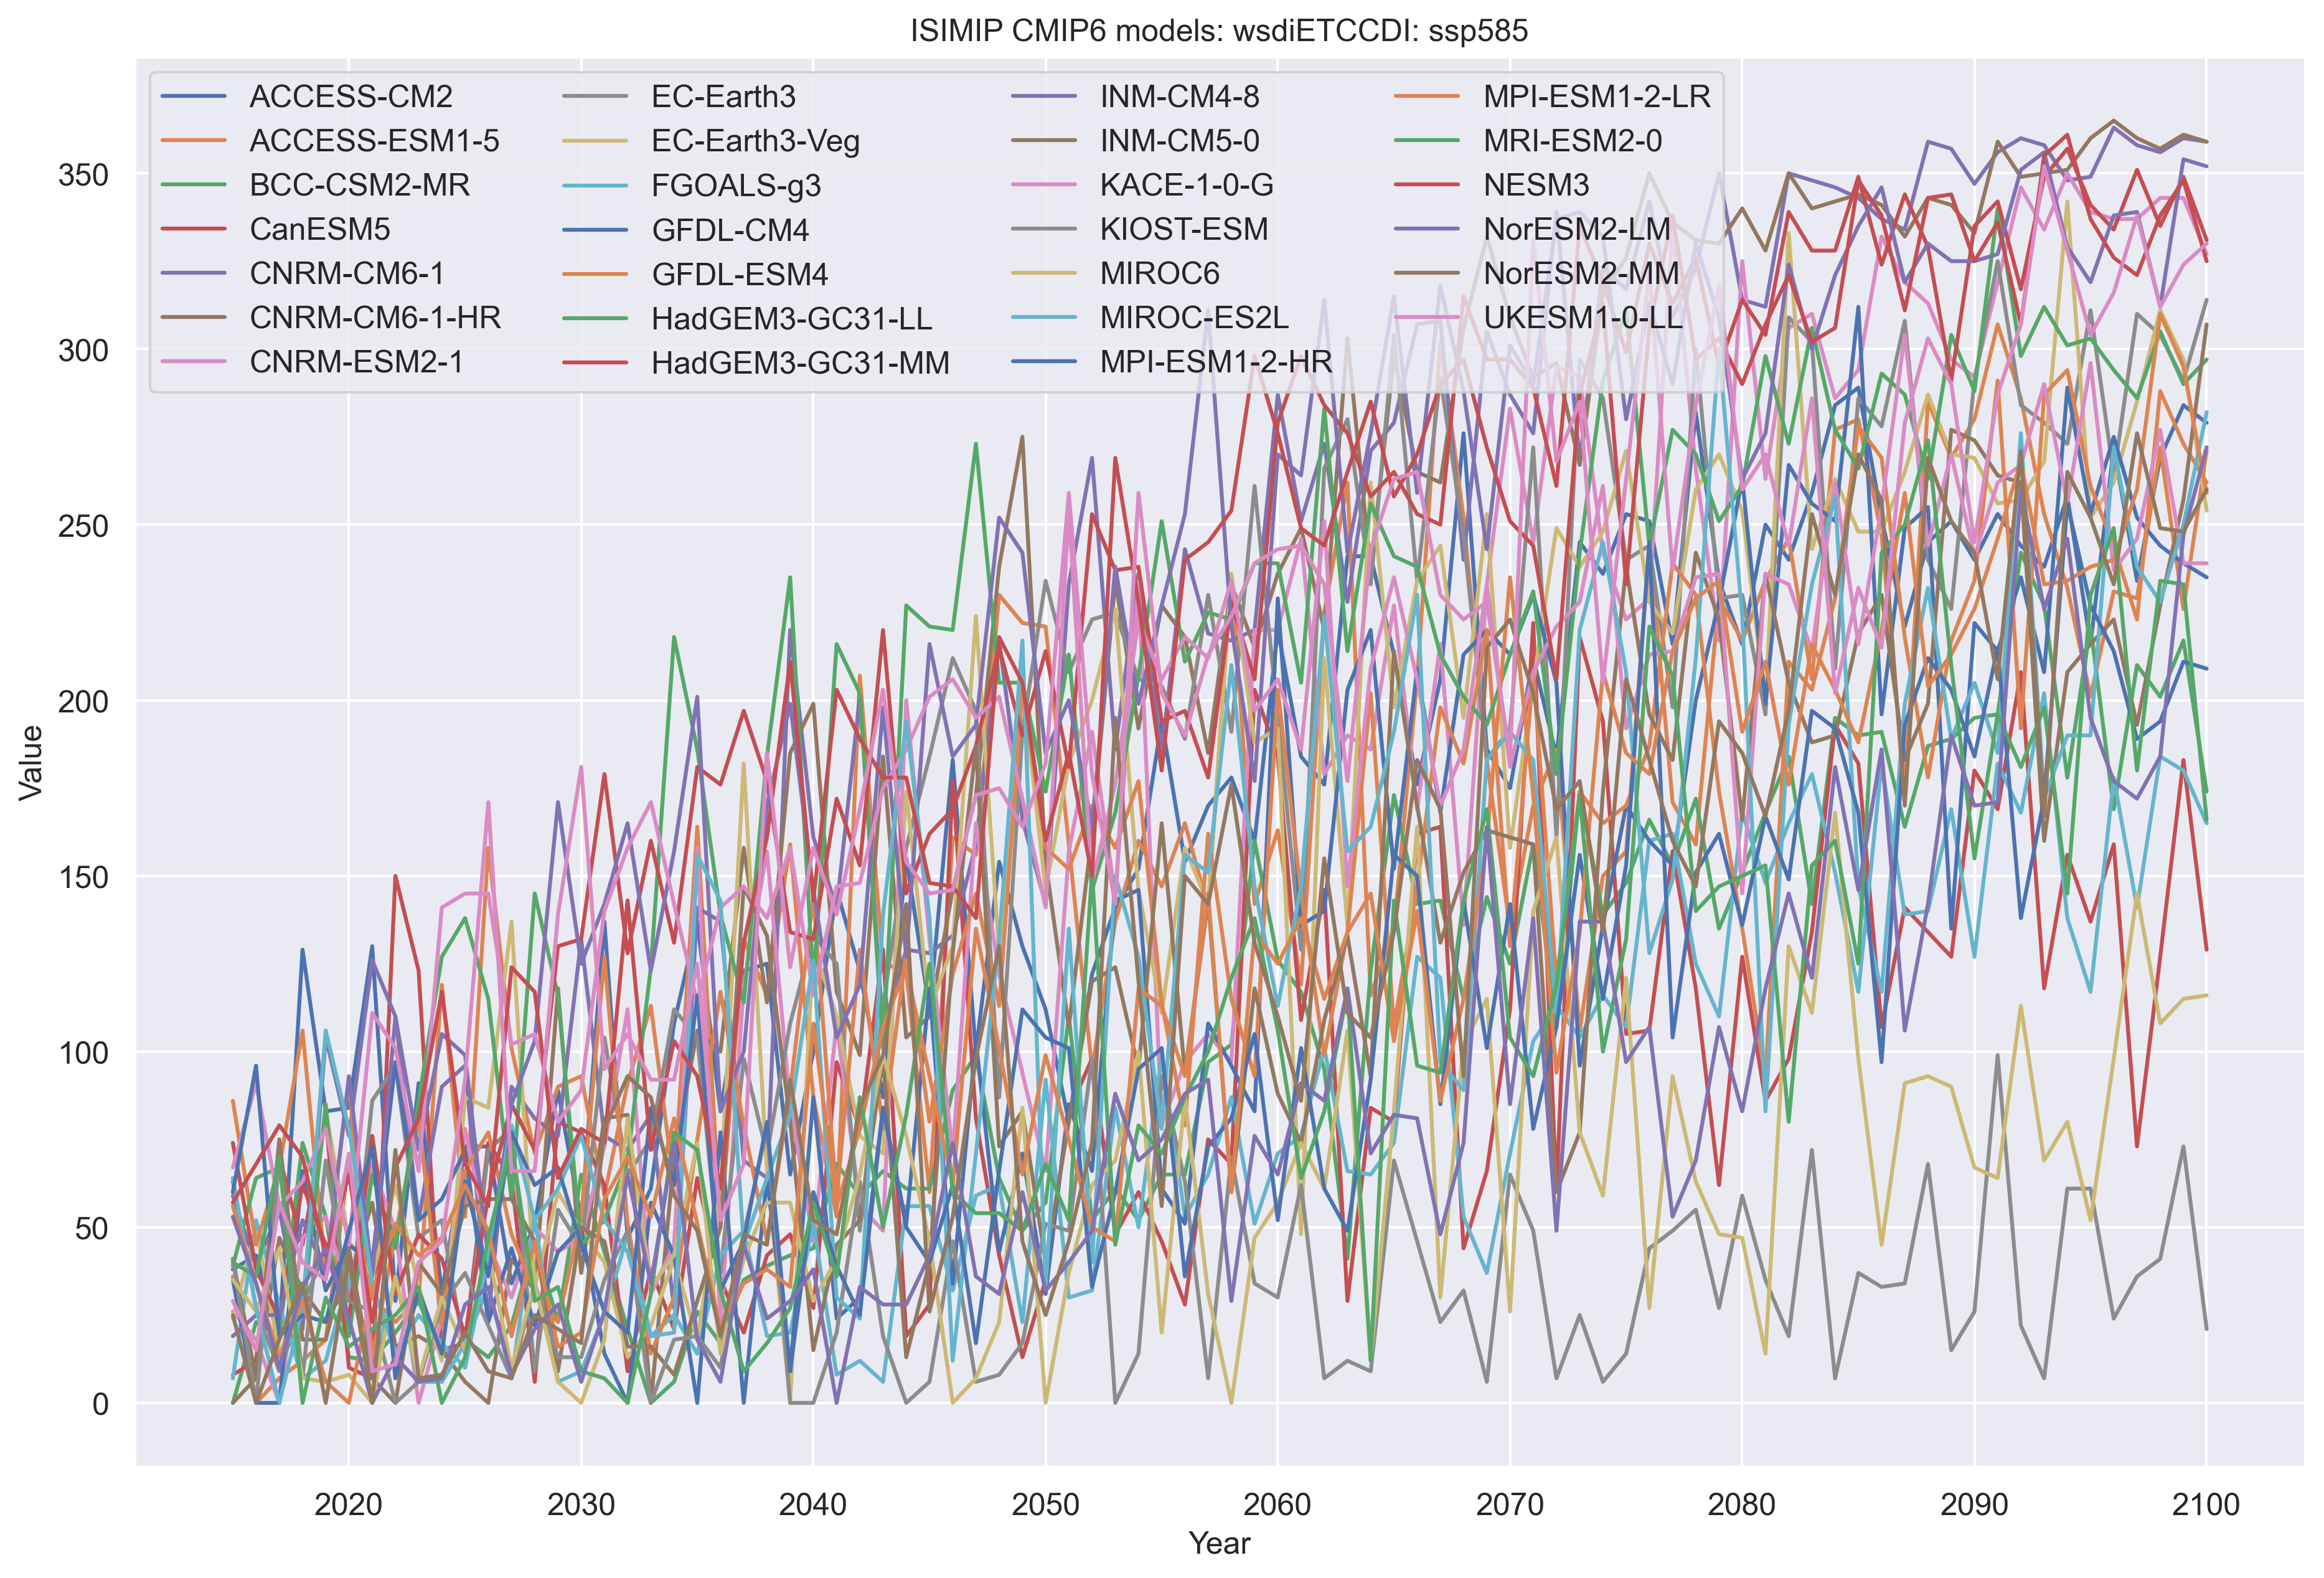 ISIMIP CMIP6 models: wsdiETCCDI: ssp585
ACCESS-CM2
ACCESS-ESM1-5
BCC-CSM2-MR
CanESM5
CNRM-CM6-1
CNRM-CM6-1-HR
CNRM-ESM2-1
EC-Earth3
EC-Earth3-Veg
FGOALS-g3
GFDL-CM4
GFDL-ESM4
HadGEM3-GC31-LL
HadGEM3-GC31-MM
INM-CM4-8
INM-CM5-0
KACE-1-0-G
KIOST-ESM
MIROC6
MIROC-ES2L
MPI-ESM1-2-HR
MPI-ESM1-2-LR
MRI-ESM2-0
NESM3
NorESM2-LM
NorESM2-MM
UKESM1-0-LL
Value
350
300
250
200
150
100
50
0
2020
2030
2040
2050
2060
2070
2080
2090
2100
Year